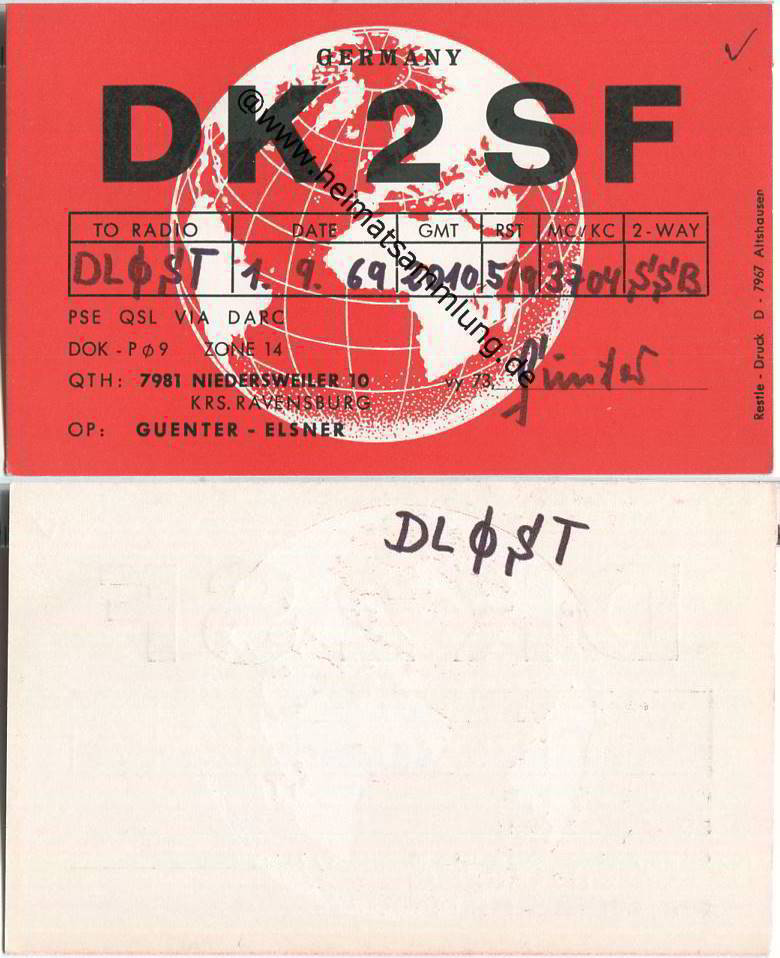 GERMANY
DK2SF
@www.heimatsammlung.de
TO RADIO DATE GMT RST MC/KC 2-WAY
DLØST 1. 9. 69 3704 SSB
PSE QSL VIA DARC
DOK - PØ9 ZONE 14
QTH: 7981 NIEDERSWEILER 10 vy 73,
KRS. RAVENSBURG
OP: GUENTER - ELSNER
Restle - Druck D - 7967 Altshausen
DLØST